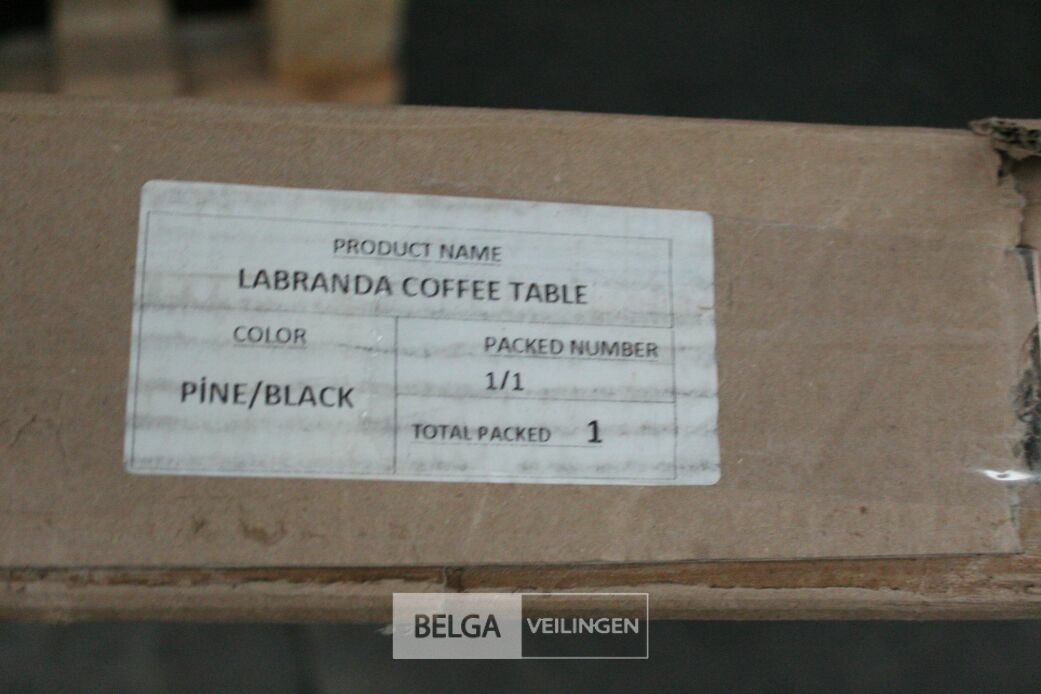 PRODUCT NAME
LABRANDA COFFEE TABLE
COLOR
PİNE/BLACK
PACKED NUMBER
1/1
TOTAL PACKED 1
BELGA VEILINGEN